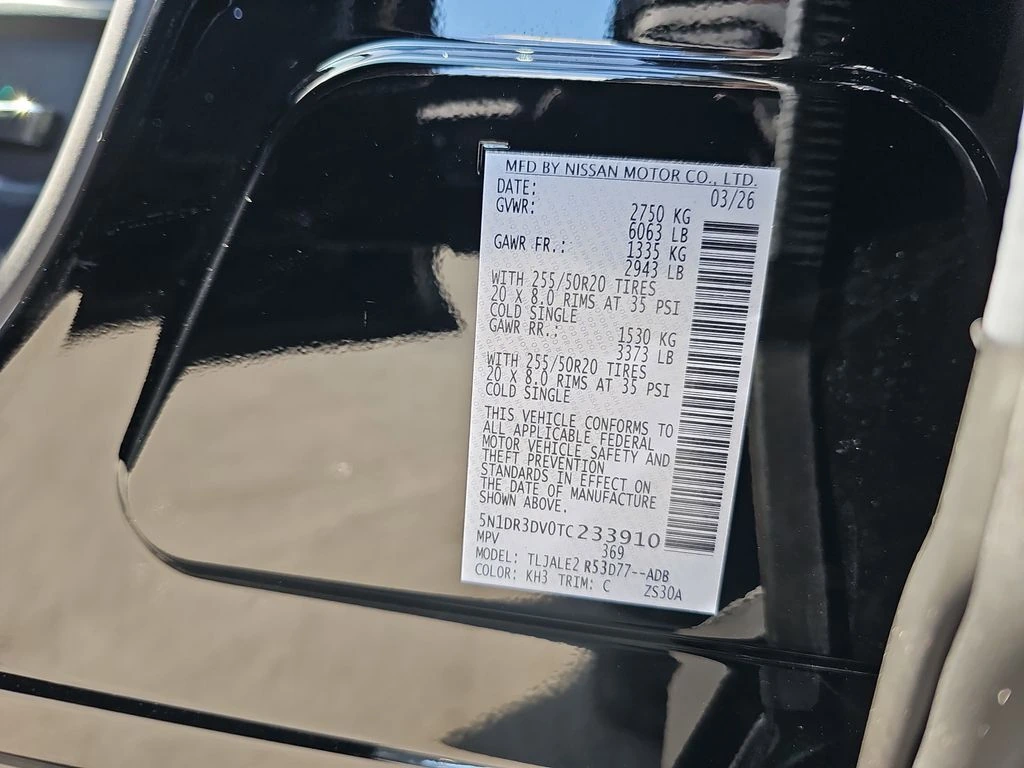 MFD BY NISSAN MOTOR CO., LTD.
DATE: 03/26
GVWR: 2750 KG
6063 LB
GAWR FR.: 1335 KG
2943 LB
WITH 255/50R20 TIRES
20 X 8.0 RIMS AT 35 PSI
COLD SINGLE
GAWR RR.: 1530 KG
3373 LB
WITH 255/50R20 TIRES
20 X 8.0 RIMS AT 35 PSI
COLD SINGLE
THIS VEHICLE CONFORMS TO
ALL APPLICABLE FEDERAL
MOTOR VEHICLE SAFETY AND
THEFT PREVENTION
STANDARDS IN EFFECT ON
THE DATE OF MANUFACTURE
SHOWN ABOVE.
5N1DR3DV0TC233910
MPV 369
MODEL: TLJALE2 R53D77--ADB
COLOR: KH3 TRIM: C ZS30A